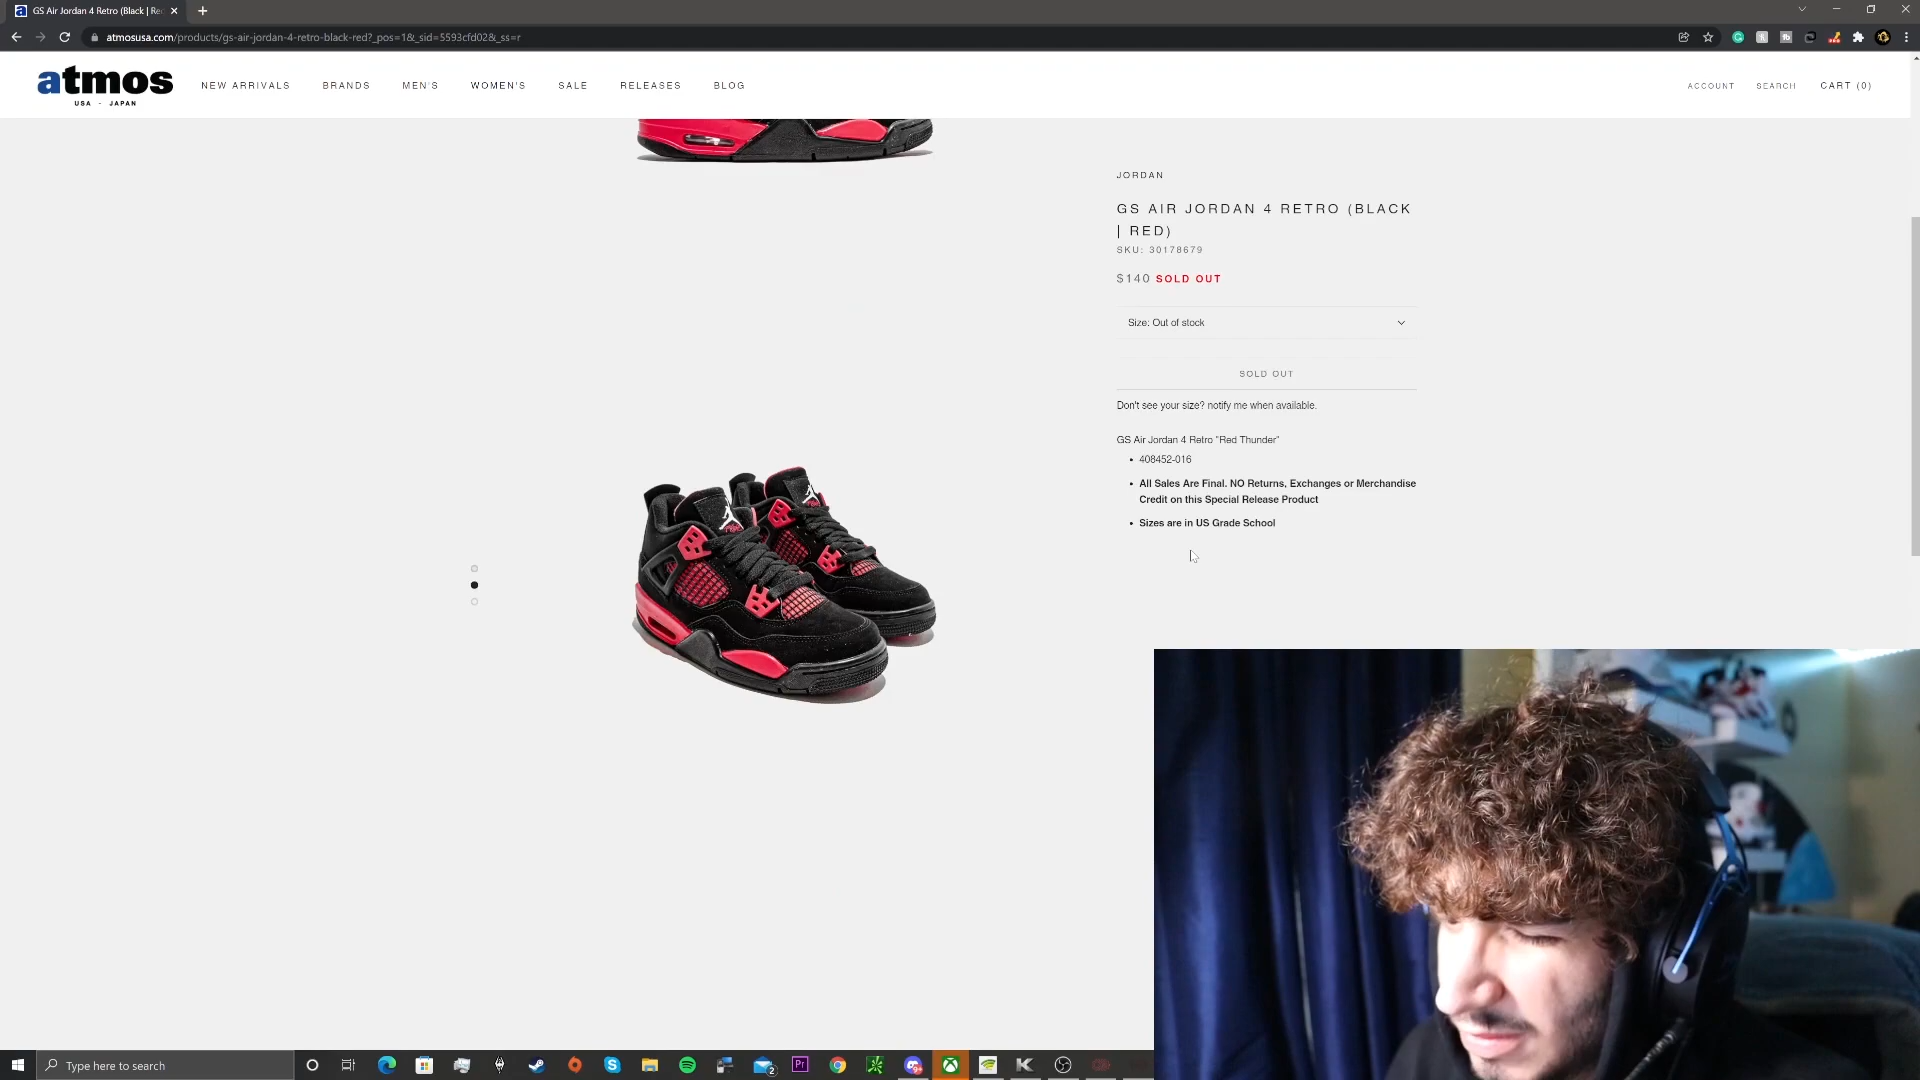 GS Air Jordan 4 Retro (Black | Re
atmosusa.com/products/gs-air-jordan-4-retro-black-red?_pos=1&_sid=5593cfd02&_ss=r
atmos
USA - JAPAN
NEW ARRIVALS
BRANDS
MEN'S
WOMEN'S
SALE
RELEASES
BLOG
ACCOUNT
SEARCH
CART (0)
JORDAN
GS AIR JORDAN 4 RETRO (BLACK
| RED)
SKU: 30178679
$140 SOLD OUT
Size: Out of stock
SOLD OUT
Don't see your size? notify me when available.
GS Air Jordan 4 Retro "Red Thunder"
408452-016
All Sales Are Final. NO Returns, Exchanges or Merchandise
Credit on this Special Release Product
Sizes are in US Grade School
Type here to search
2
Pr
9+
K